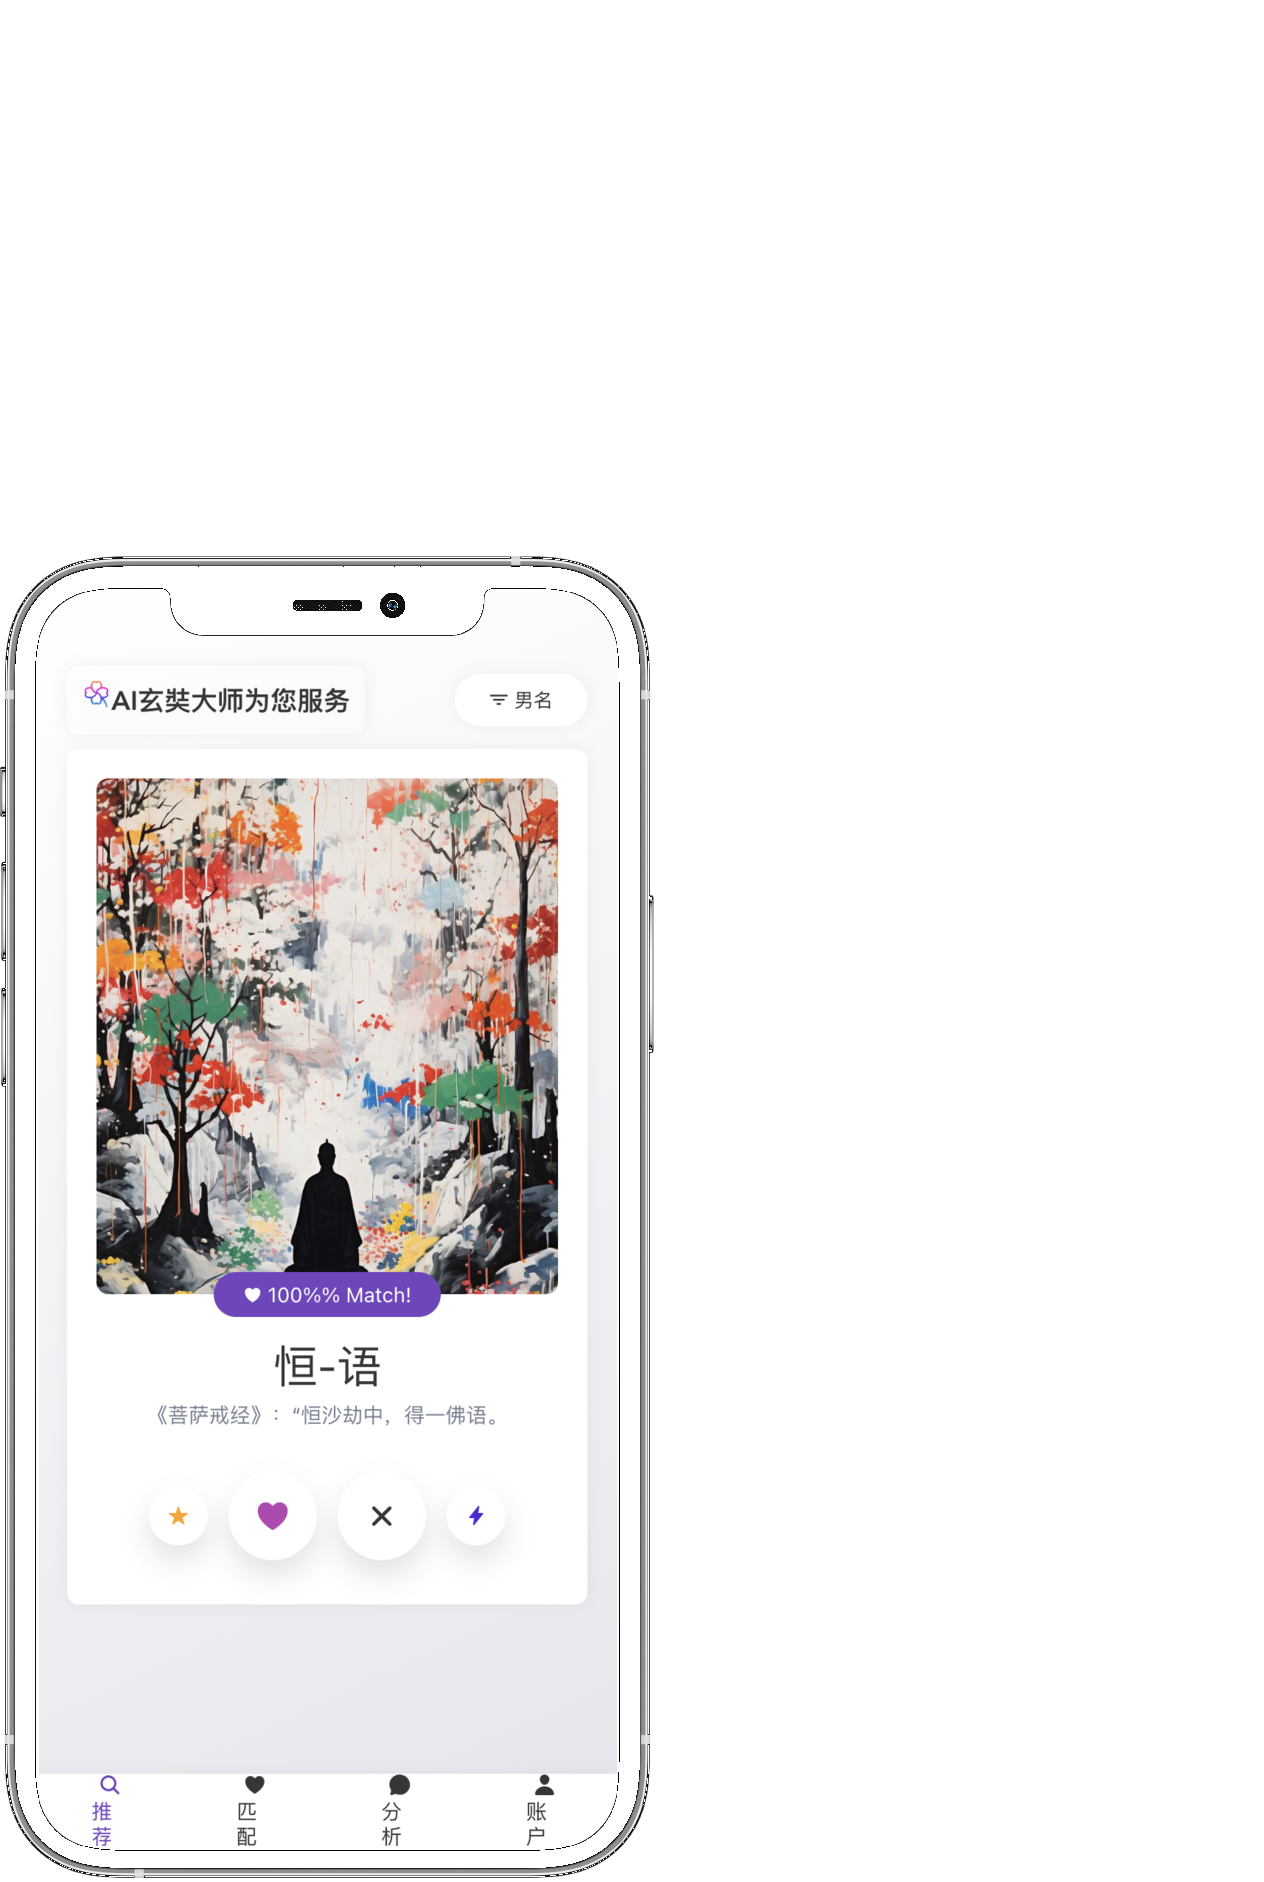 AI玄奘大师为您服务
男名
100%% Match!
恒-语
《菩萨戒经》：“恒沙劫中，得一佛语。
推荐
匹配
分析
账户